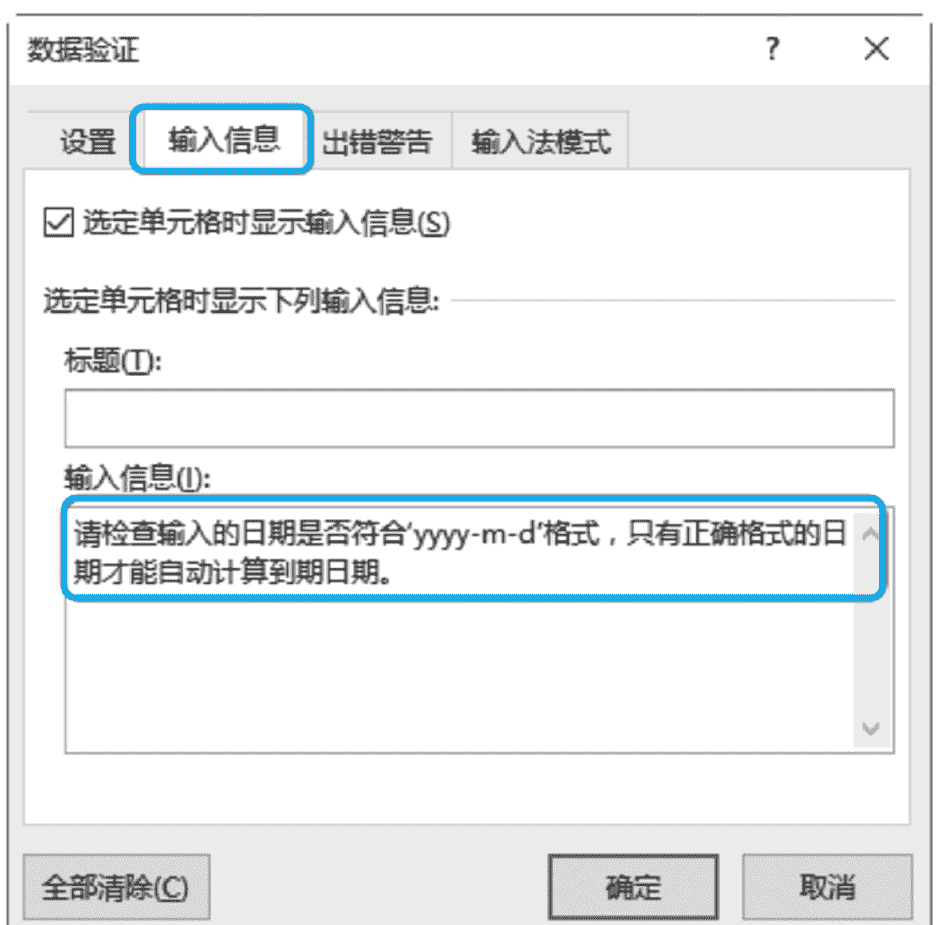 数据验证 ?
设置 输入信息 出错警告 输入法模式
选定单元格时显示输入信息(S)
选定单元格时显示下列输入信息:
标题(T):
输入信息(I):
请检查输入的日期是否符合'yyyy-m-d'格式，只有正确格式的日
期才能自动计算到期日期。
全部清除(C) 确定 取消